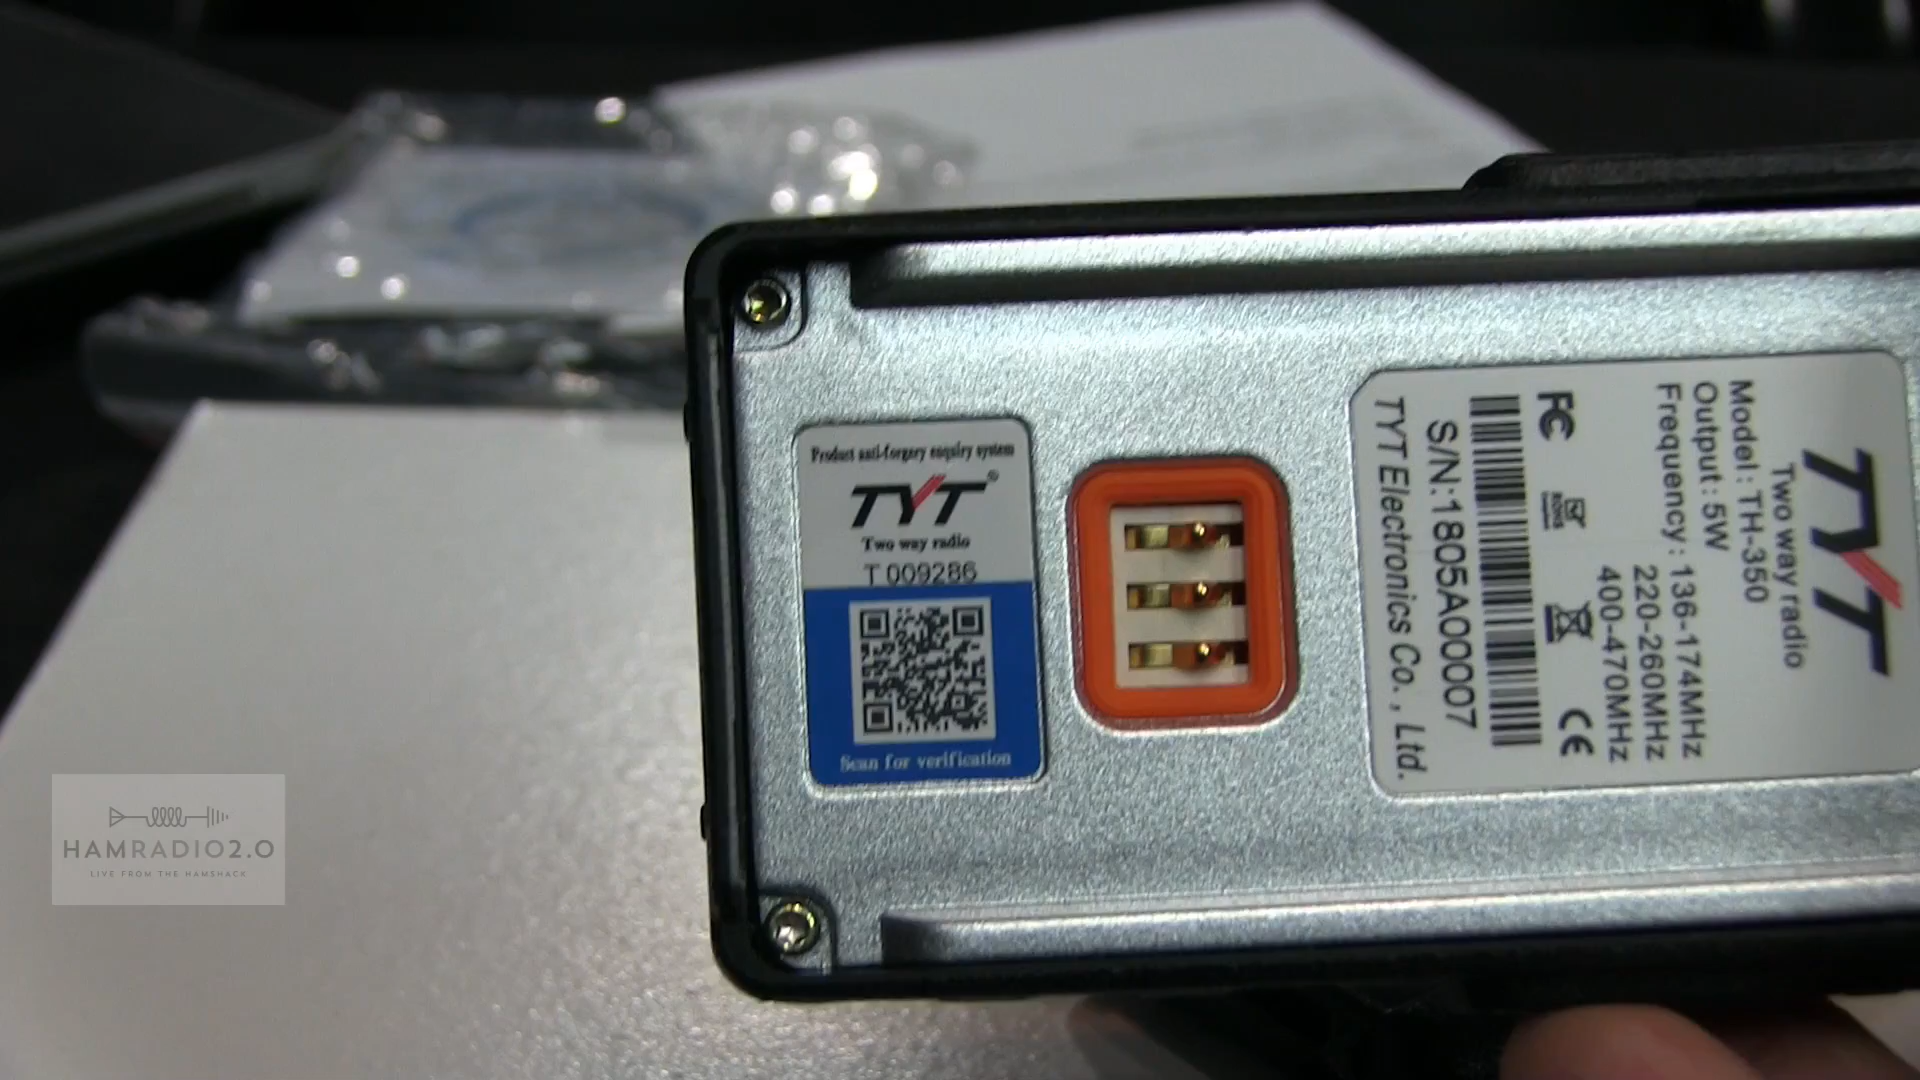 Product anti-forgery enquiry system
TYT®
Two way radio
T 009286
Scan for verification
TYT
Two way radio
Model : TH-350
Output : 5W
Frequency : 136-174MHz
220-260MHz
400-470MHz
FC
RoHS
CE
S/N:1805A00007
TYT Electronics Co. , Ltd.
HAMRADIO2.0
LIVE FROM THE HAMSHACK